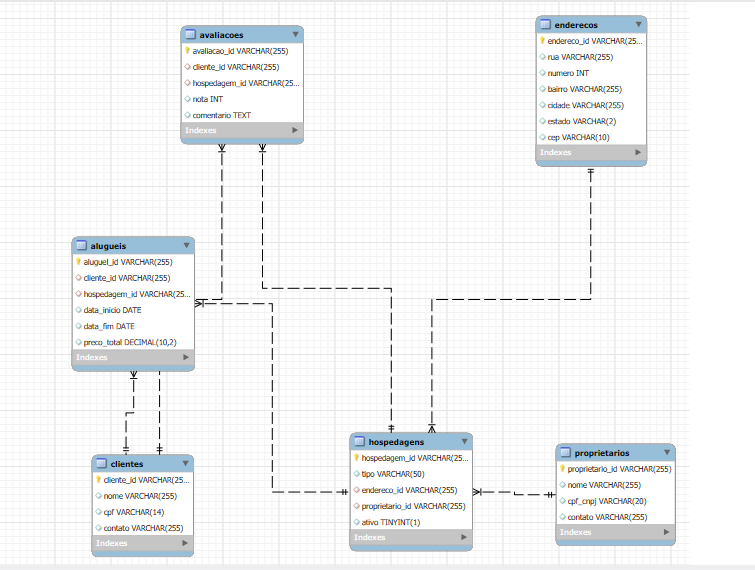 avaliacoes
avaliacao_id VARCHAR(255)
cliente_id VARCHAR(255)
hospedagem_id VARCHAR(25...
nota INT
comentario TEXT
Indexes
enderecos
endereco_id VARCHAR(25...
rua VARCHAR(255)
numero INT
bairro VARCHAR(255)
cidade VARCHAR(255)
estado VARCHAR(2)
cep VARCHAR(10)
Indexes
alugueis
aluguel_id VARCHAR(255)
cliente_id VARCHAR(255)
hospedagem_id VARCHAR(25...
data_inicio DATE
data_fim DATE
preco_total DECIMAL(10,2)
Indexes
clientes
cliente_id VARCHAR(25...
nome VARCHAR(255)
cpf VARCHAR(14)
contato VARCHAR(255)
Indexes
hospedagens
hospedagem_id VARCHAR(25...
tipo VARCHAR(50)
endereco_id VARCHAR(255)
proprietario_id VARCHAR(255)
ativo TINYINT(1)
Indexes
proprietarios
proprietario_id VARCHAR(255)
nome VARCHAR(255)
cpf_cnpj VARCHAR(20)
contato VARCHAR(255)
Indexes